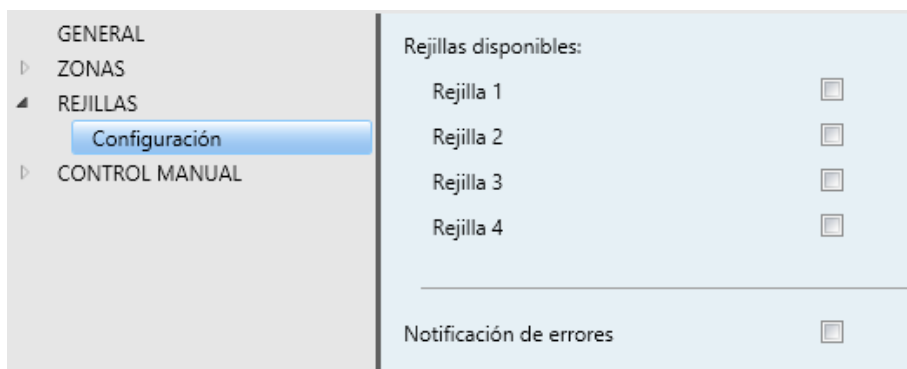 GENERAL
ZONAS
REJILLAS
Configuración
CONTROL MANUAL
Rejillas disponibles:
Rejilla 1
Rejilla 2
Rejilla 3
Rejilla 4
Notificación de errores